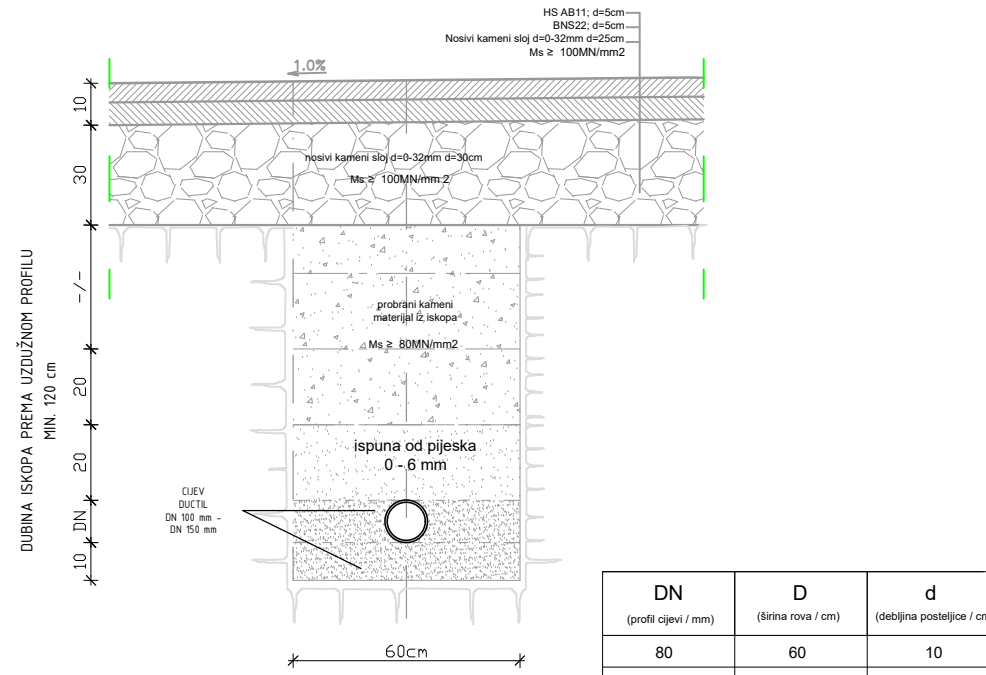 HS AB11; d=5cm
BNS22; d=5cm
Nosivi kameni sloj d=0-32mm d=25cm
Ms ≥ 100MN/mm2
1.0%
10
30
-/-
20
20
DN
10
DUBINA ISKOPA PREMA UZDUŽNOM PROFILU
MIN. 120 cm
nosivi kameni sloj d=0-32mm d=30cm
Ms ≥ 100MN/mm 2
probrani kameni
materijal iz iskopa
Ms ≥ 80MN/mm2
ispuna od pijeska
0 - 6 mm
CIJEV
DUCTIL
DN 100 mm -
DN 150 mm
60cm
DN D d
(profil cijevi / mm) (širina rova / cm) (debljina posteljice / cm
80 60 10